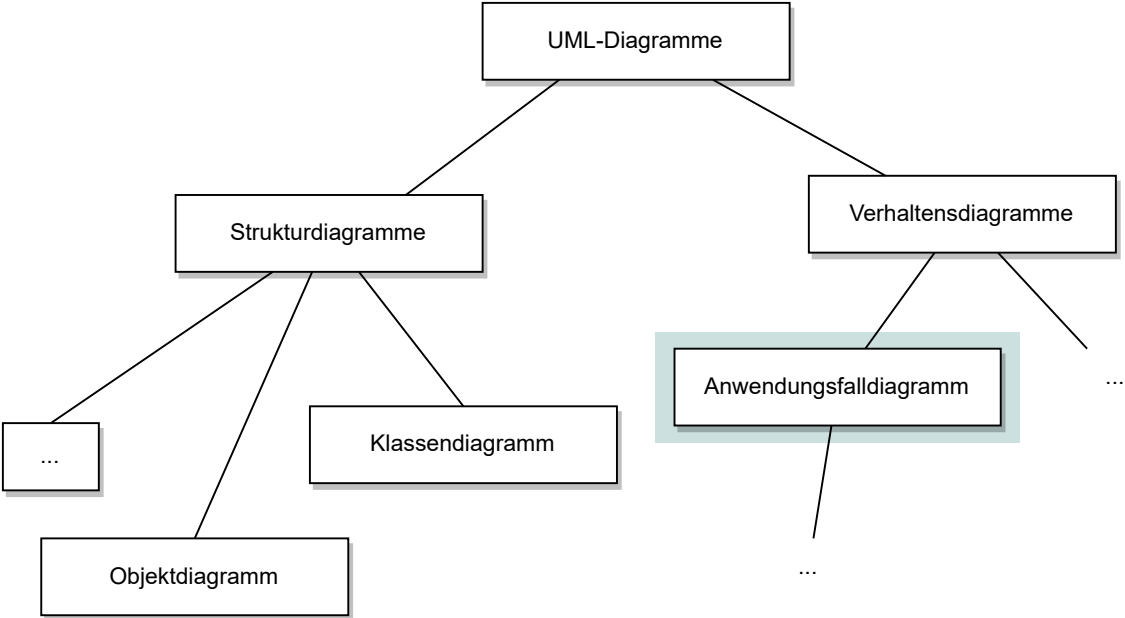 UML-Diagramme
Strukturdiagramme
Verhaltensdiagramme
...
Objektdiagramm
Klassendiagramm
Anwendungsfalldiagramm
...
...